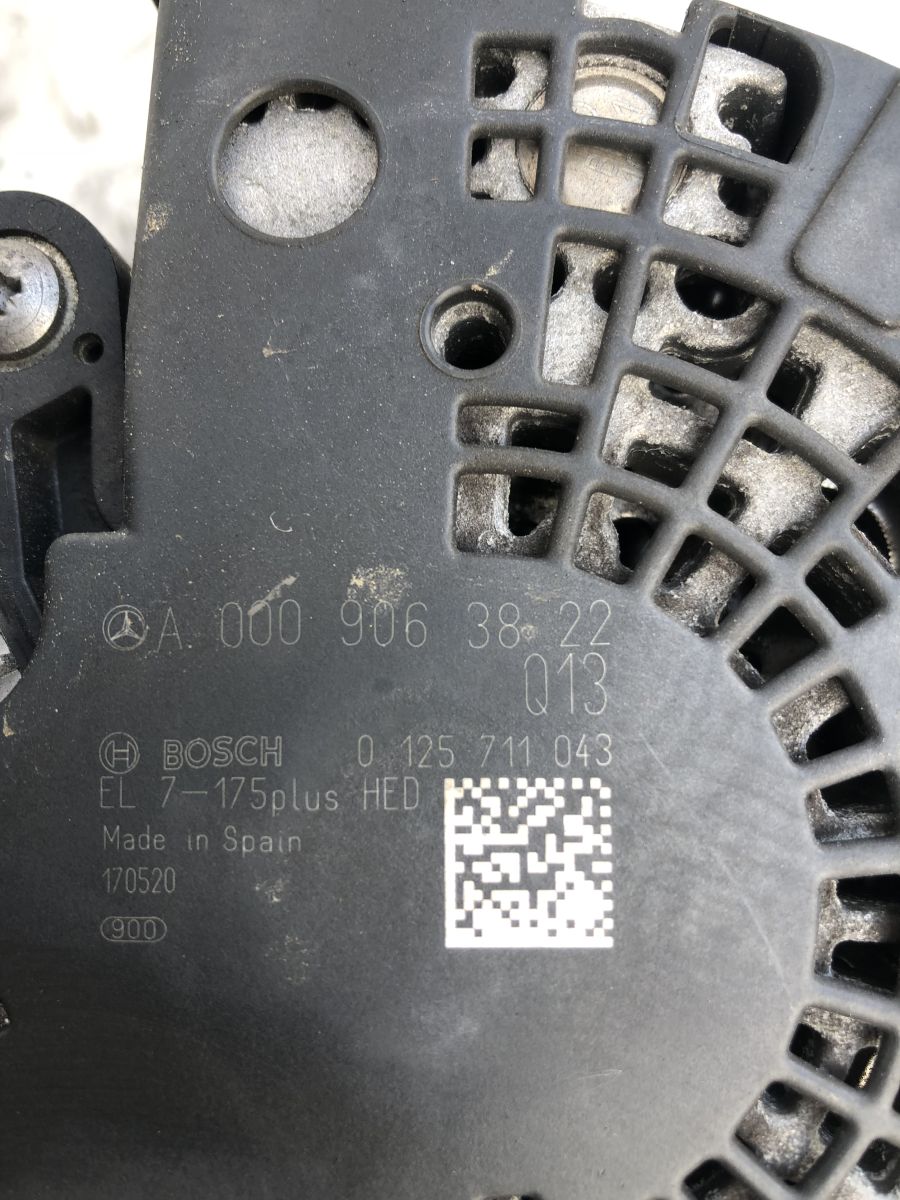 A 000 906 38 22
Q13
BOSCH 0 125 711 043
EL 7-175plus HED
Made in Spain
170520
900